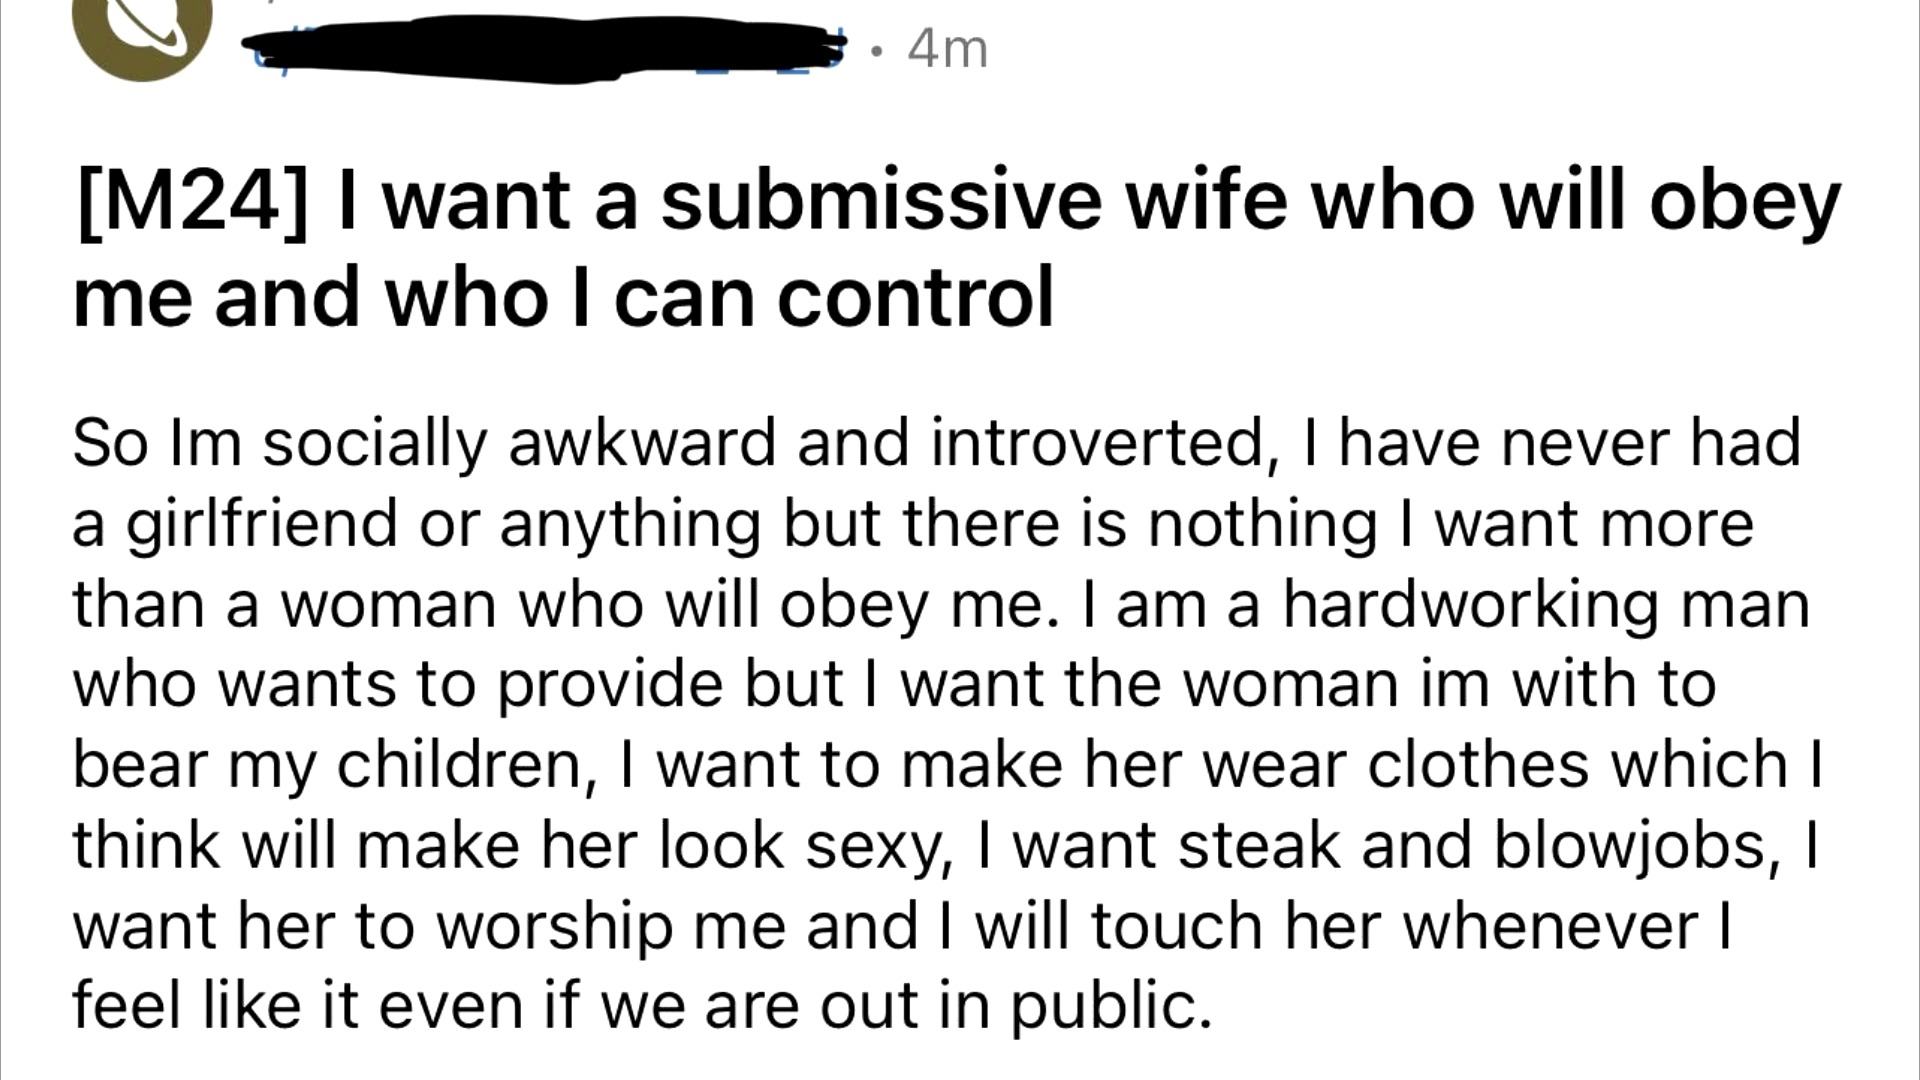 • 4m
[M24] I want a submissive wife who will obey
me and who I can control
So Im socially awkward and introverted, I have never had
a girlfriend or anything but there is nothing I want more
than a woman who will obey me. I am a hardworking man
who wants to provide but I want the woman im with to
bear my children, I want to make her wear clothes which I
think will make her look sexy, I want steak and blowjobs, I
want her to worship me and I will touch her whenever I
feel like it even if we are out in public.